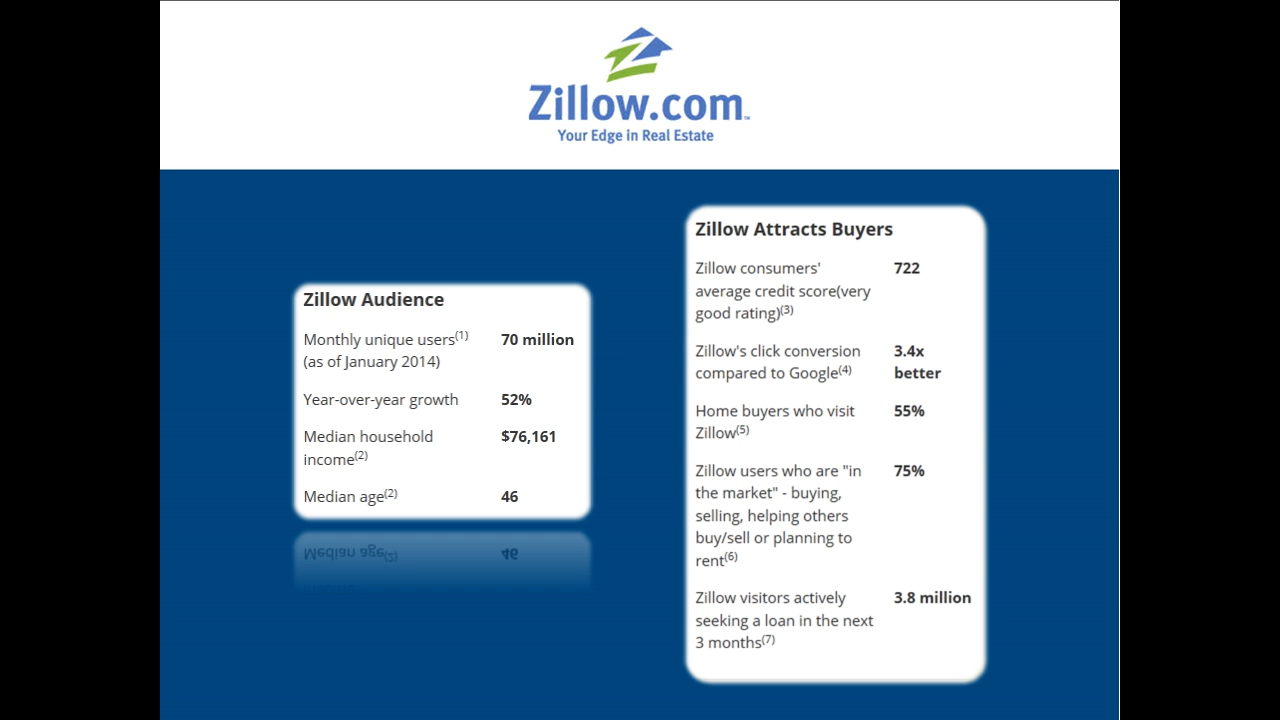 Zillow.com™
Your Edge in Real Estate
Zillow Audience
Monthly unique users(1) 70 million
(as of January 2014)
Year-over-year growth 52%
Median household $76,161
income(2)
Median age(2) 46
Median age(2) 46
Zillow Attracts Buyers
Zillow consumers' 722
average credit score(very
good rating)(3)
Zillow's click conversion 3.4x
compared to Google(4) better
Home buyers who visit 55%
Zillow(5)
Zillow users who are "in 75%
the market" - buying,
selling, helping others
buy/sell or planning to
rent(6)
Zillow visitors actively 3.8 million
seeking a loan in the next
3 months(7)